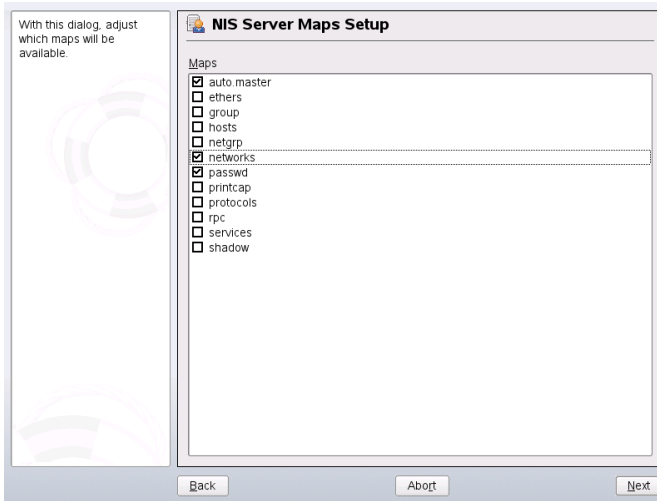 With this dialog, adjust
which maps will be
available.
NIS Server Maps Setup
Maps
auto.master
ethers
group
hosts
netgrp
networks
passwd
printcap
protocols
rpc
services
shadow
Back
Abort
Next